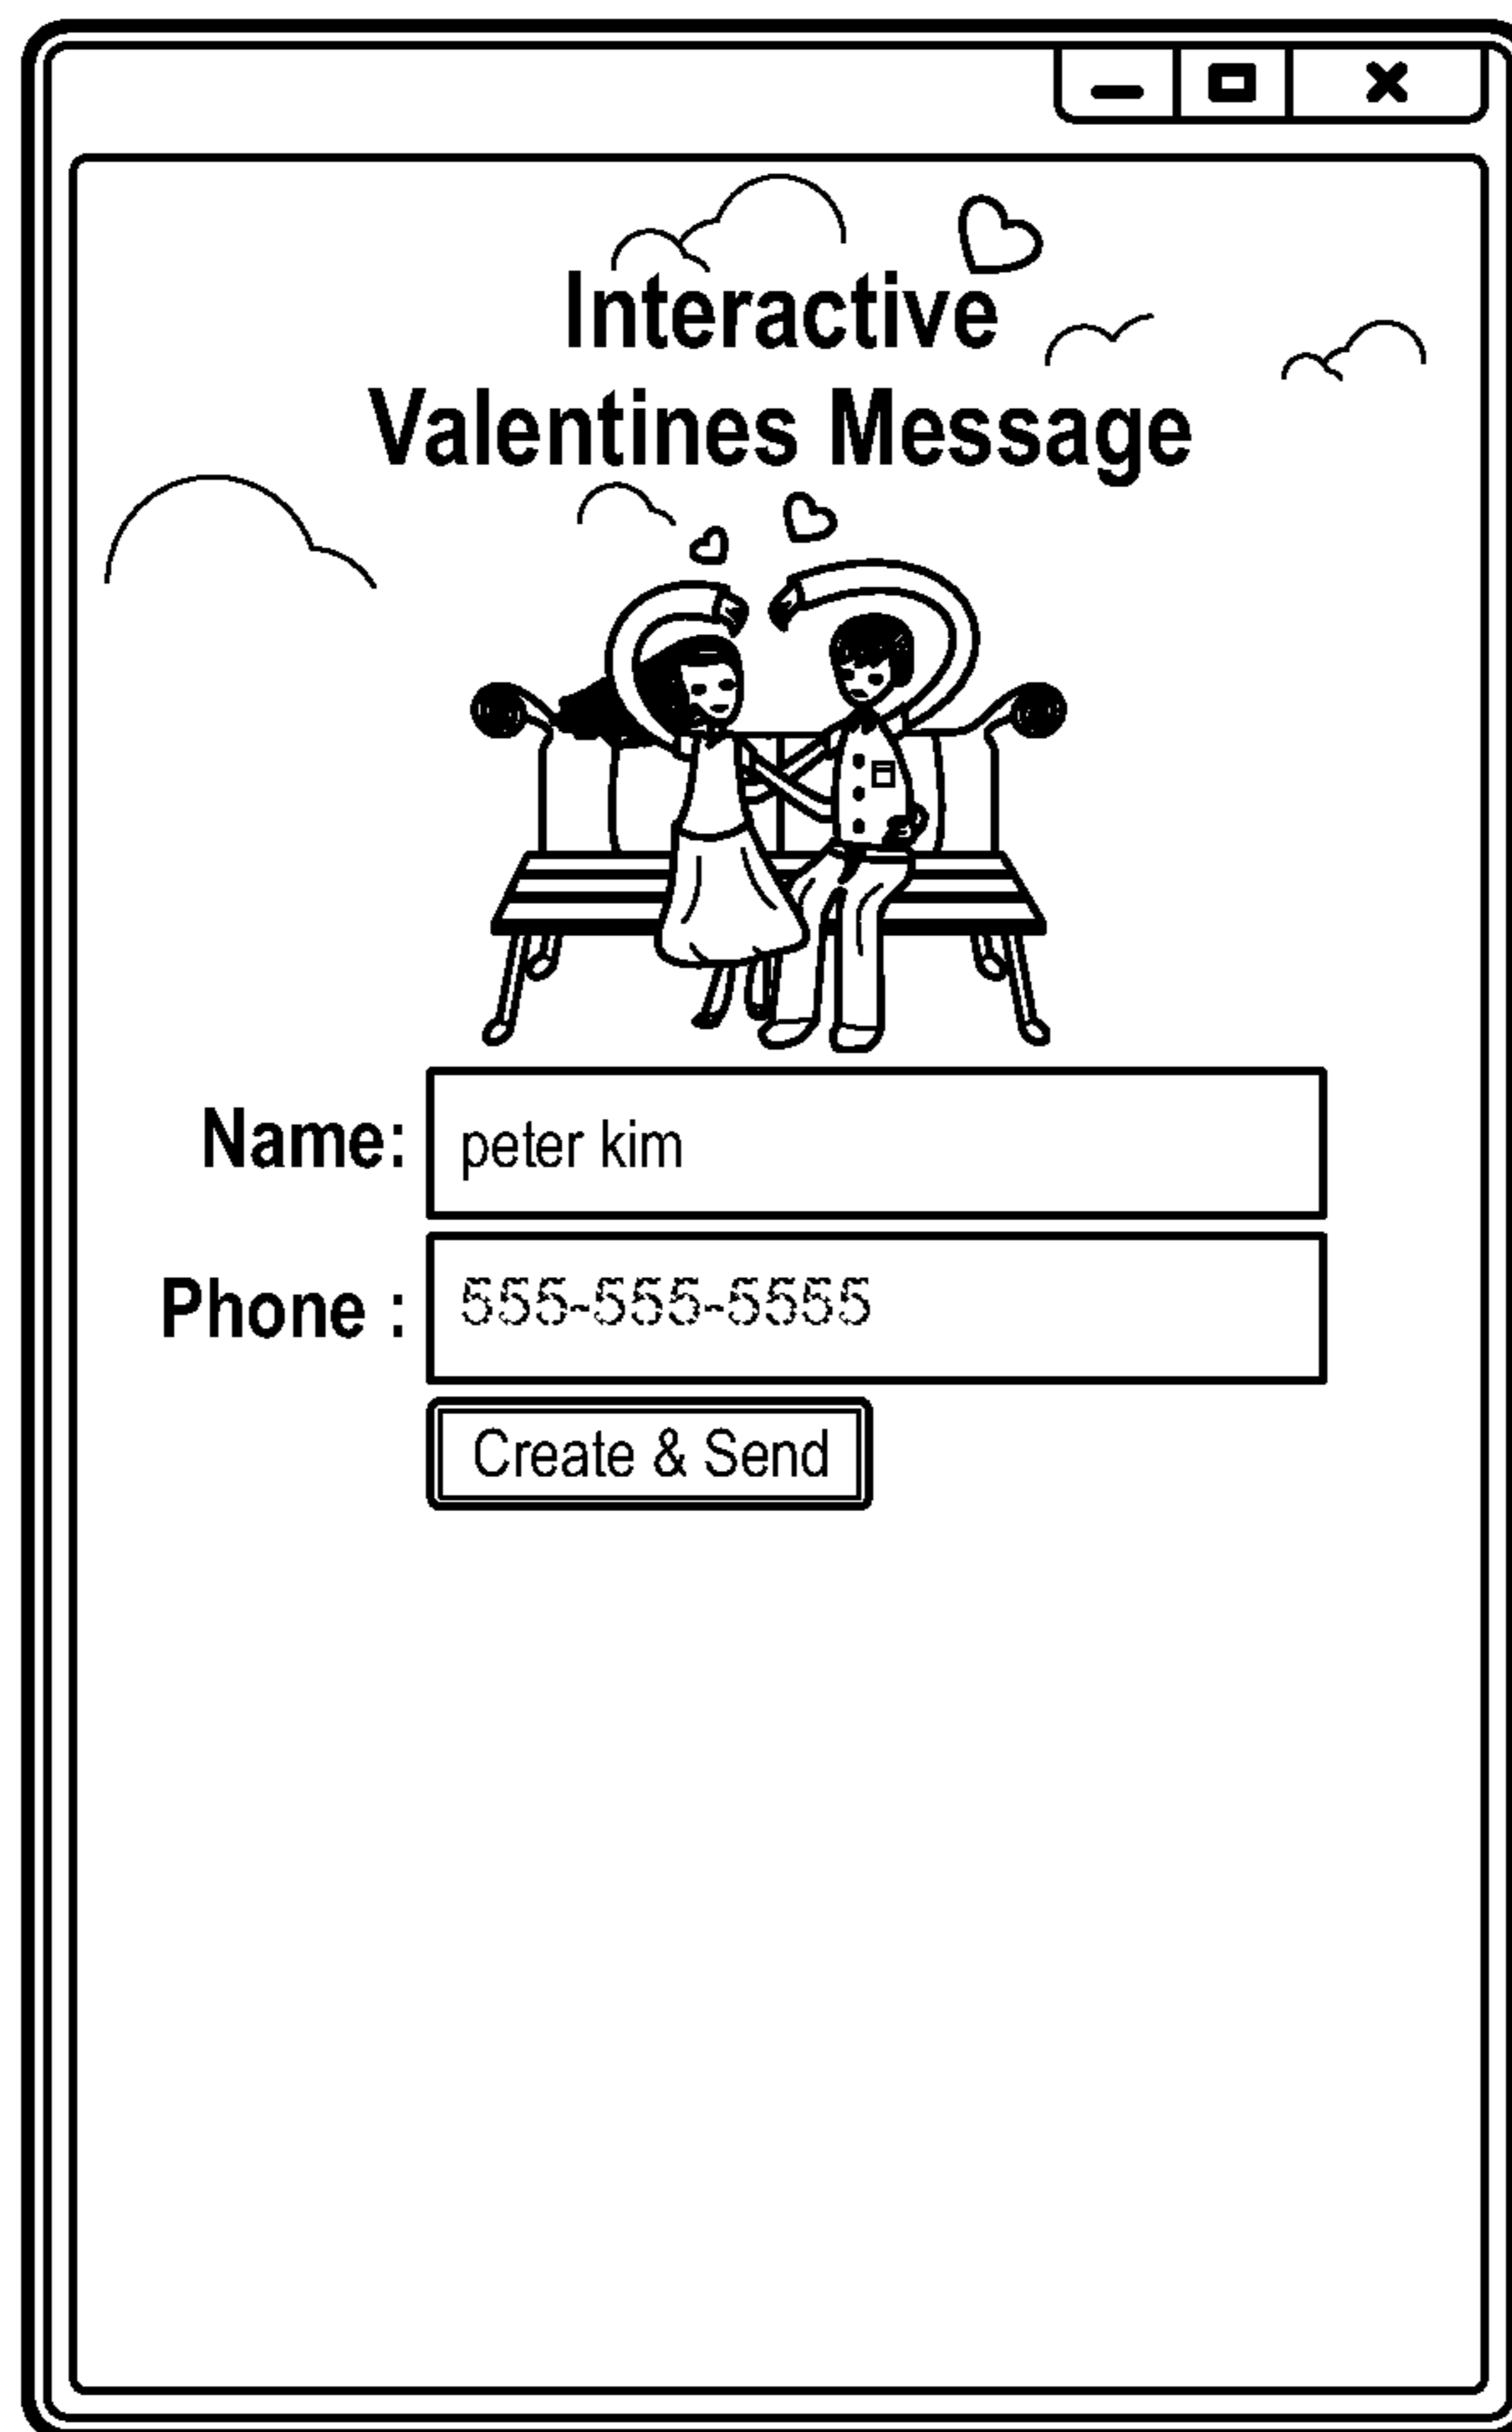 Interactive
Valentines Message
Name: peter kim
Phone : 555-555-5555
Create & Send